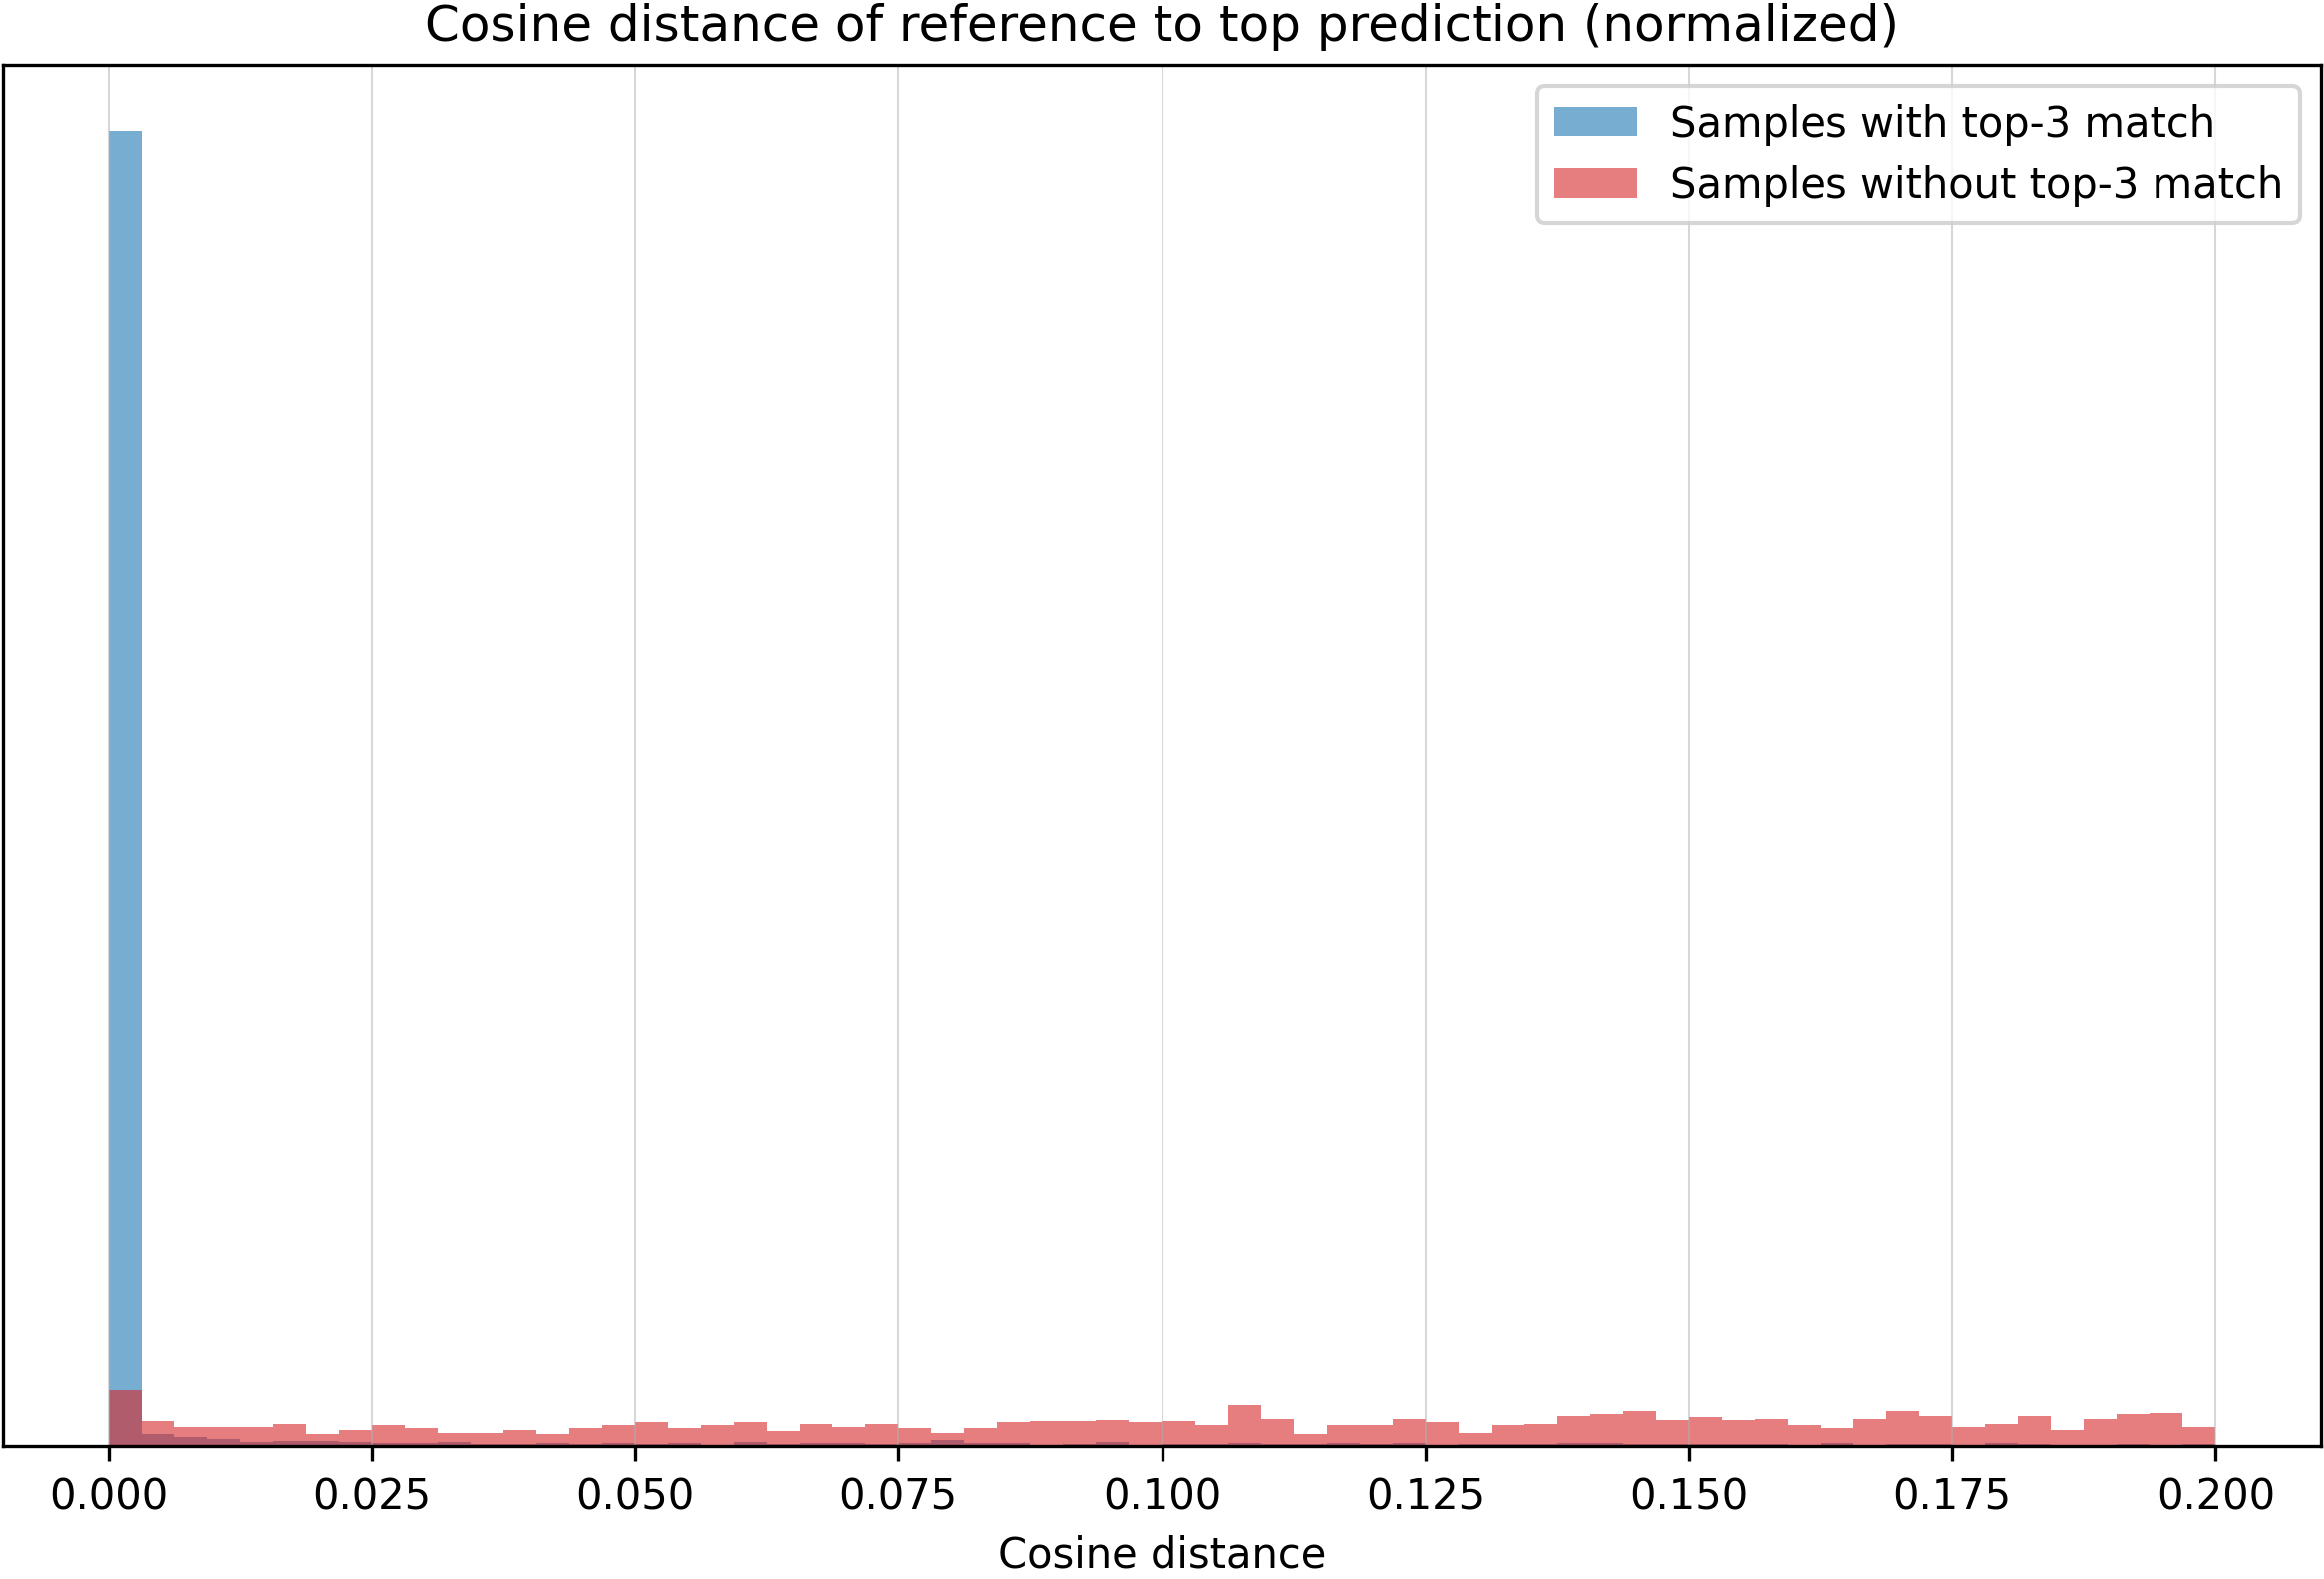 Cosine distance of reference to top prediction (normalized)
Samples with top-3 match
Samples without top-3 match
0.000 0.025 0.050 0.075 0.100 0.125 0.150 0.175 0.200
Cosine distance